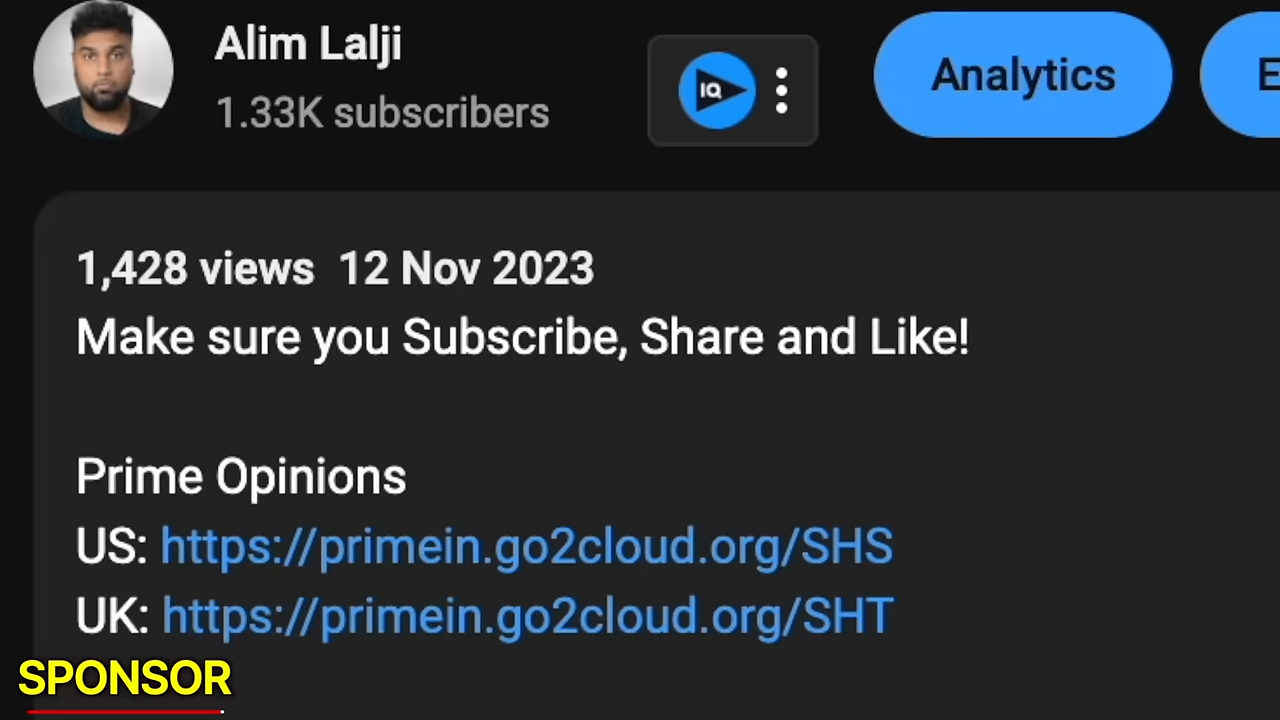 Alim Lalji
1.33K subscribers
IQ
Analytics
E
1,428 views 12 Nov 2023
Make sure you Subscribe, Share and Like!
Prime Opinions
US: https://primein.go2cloud.org/SHS
UK: https://primein.go2cloud.org/SHT
SPONSOR